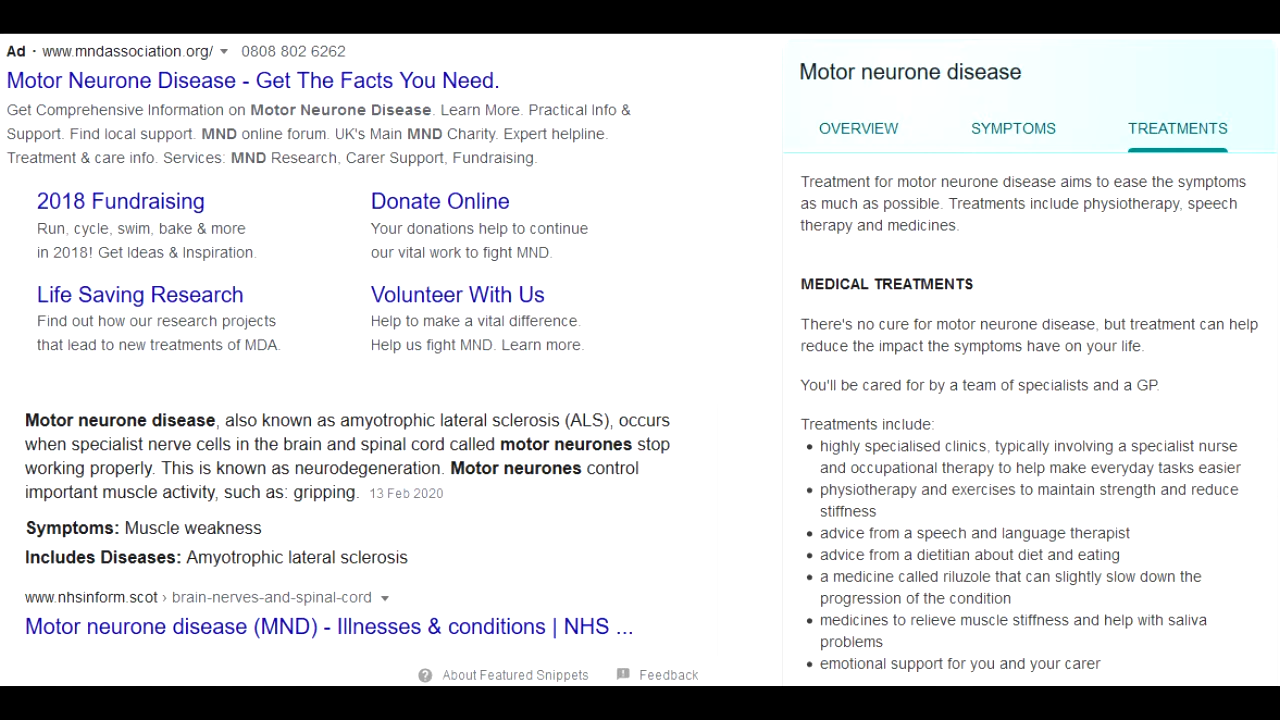 Ad · www.mndassociation.org/ 0808 802 6262
Motor Neurone Disease - Get The Facts You Need.
Get Comprehensive Information on Motor Neurone Disease. Learn More. Practical Info &
Support. Find local support. MND online forum. UK's Main MND Charity. Expert helpline.
Treatment & care info. Services: MND Research, Carer Support, Fundraising.
2018 Fundraising
Run, cycle, swim, bake & more
in 2018! Get Ideas & Inspiration.
Donate Online
Your donations help to continue
our vital work to fight MND.
Life Saving Research
Find out how our research projects
that lead to new treatments of MDA.
Volunteer With Us
Help to make a vital difference.
Help us fight MND. Learn more.
Motor neurone disease, also known as amyotrophic lateral sclerosis (ALS), occurs
when specialist nerve cells in the brain and spinal cord called motor neurones stop
working properly. This is known as neurodegeneration. Motor neurones control
important muscle activity, such as: gripping. 13 Feb 2020
Symptoms: Muscle weakness
Includes Diseases: Amyotrophic lateral sclerosis
www.nhsinform.scot › brain-nerves-and-spinal-cord
Motor neurone disease (MND) - Illnesses & conditions | NHS ...
About Featured Snippets Feedback
Motor neurone disease
OVERVIEW SYMPTOMS TREATMENTS
Treatment for motor neurone disease aims to ease the symptoms
as much as possible. Treatments include physiotherapy, speech
therapy and medicines.
MEDICAL TREATMENTS
There's no cure for motor neurone disease, but treatment can help
reduce the impact the symptoms have on your life.
You'll be cared for by a team of specialists and a GP.
Treatments include:
• highly specialised clinics, typically involving a specialist nurse
and occupational therapy to help make everyday tasks easier
• physiotherapy and exercises to maintain strength and reduce
stiffness
• advice from a speech and language therapist
• advice from a dietitian about diet and eating
• a medicine called riluzole that can slightly slow down the
progression of the condition
• medicines to relieve muscle stiffness and help with saliva
problems
• emotional support for you and your carer